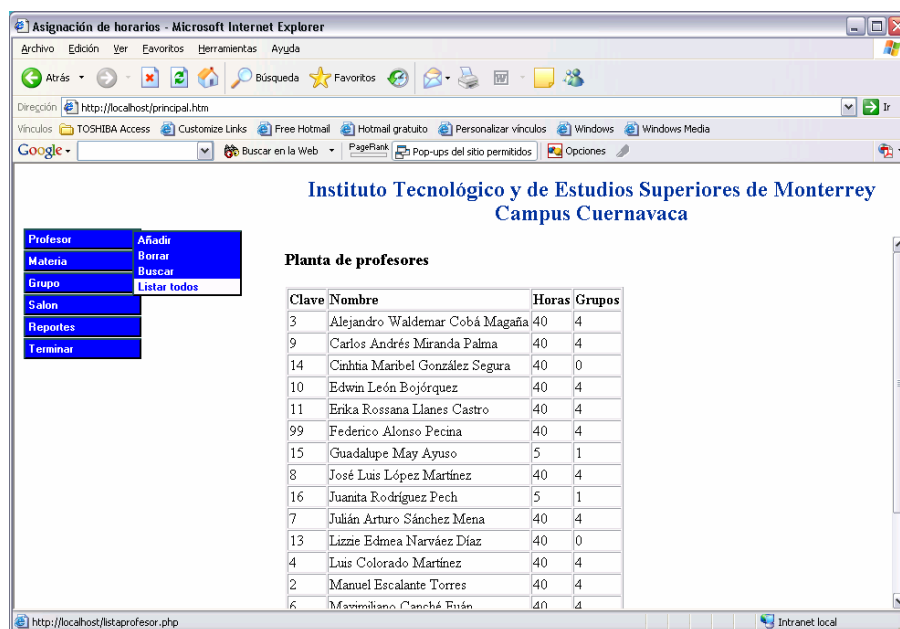 Asignación de horarios - Microsoft Internet Explorer
Archivo Edición Ver Favoritos Herramientas Ayuda
Atrás Búsqueda Favoritos
Dirección http://localhost/principal.htm Ir
Vínculos TOSHIBA Access Customize Links Free Hotmail Hotmail gratuito Personalizar vínculos Windows Windows Media
Google Buscar en la Web PageRank Pop-ups del sitio permitidos Opciones
Instituto Tecnológico y de Estudios Superiores de Monterrey
Campus Cuernavaca
Profesor
Materia
Grupo
Salon
Reportes
Terminar
Añadir
Borrar
Buscar
Listar todos
Planta de profesores
Clave Nombre Horas Grupos
3 Alejandro Waldemar Cobá Magaña 40 4
9 Carlos Andrés Miranda Palma 40 4
14 Cinhtia Maribel González Segura 40 0
10 Edwin León Bojórquez 40 4
11 Erika Rossana Llanes Castro 40 4
99 Federico Alonso Pecina 40 4
15 Guadalupe May Ayuso 5 1
8 José Luis López Martínez 40 4
16 Juanita Rodríguez Pech 5 1
7 Julián Arturo Sánchez Mena 40 4
13 Lizzie Edmea Narváez Díaz 40 0
4 Luis Colorado Martínez 40 4
2 Manuel Escalante Torres 40 4
6 Maximiliano Canché Euán 40 4
http://localhost/listaprofesor.php Intranet local